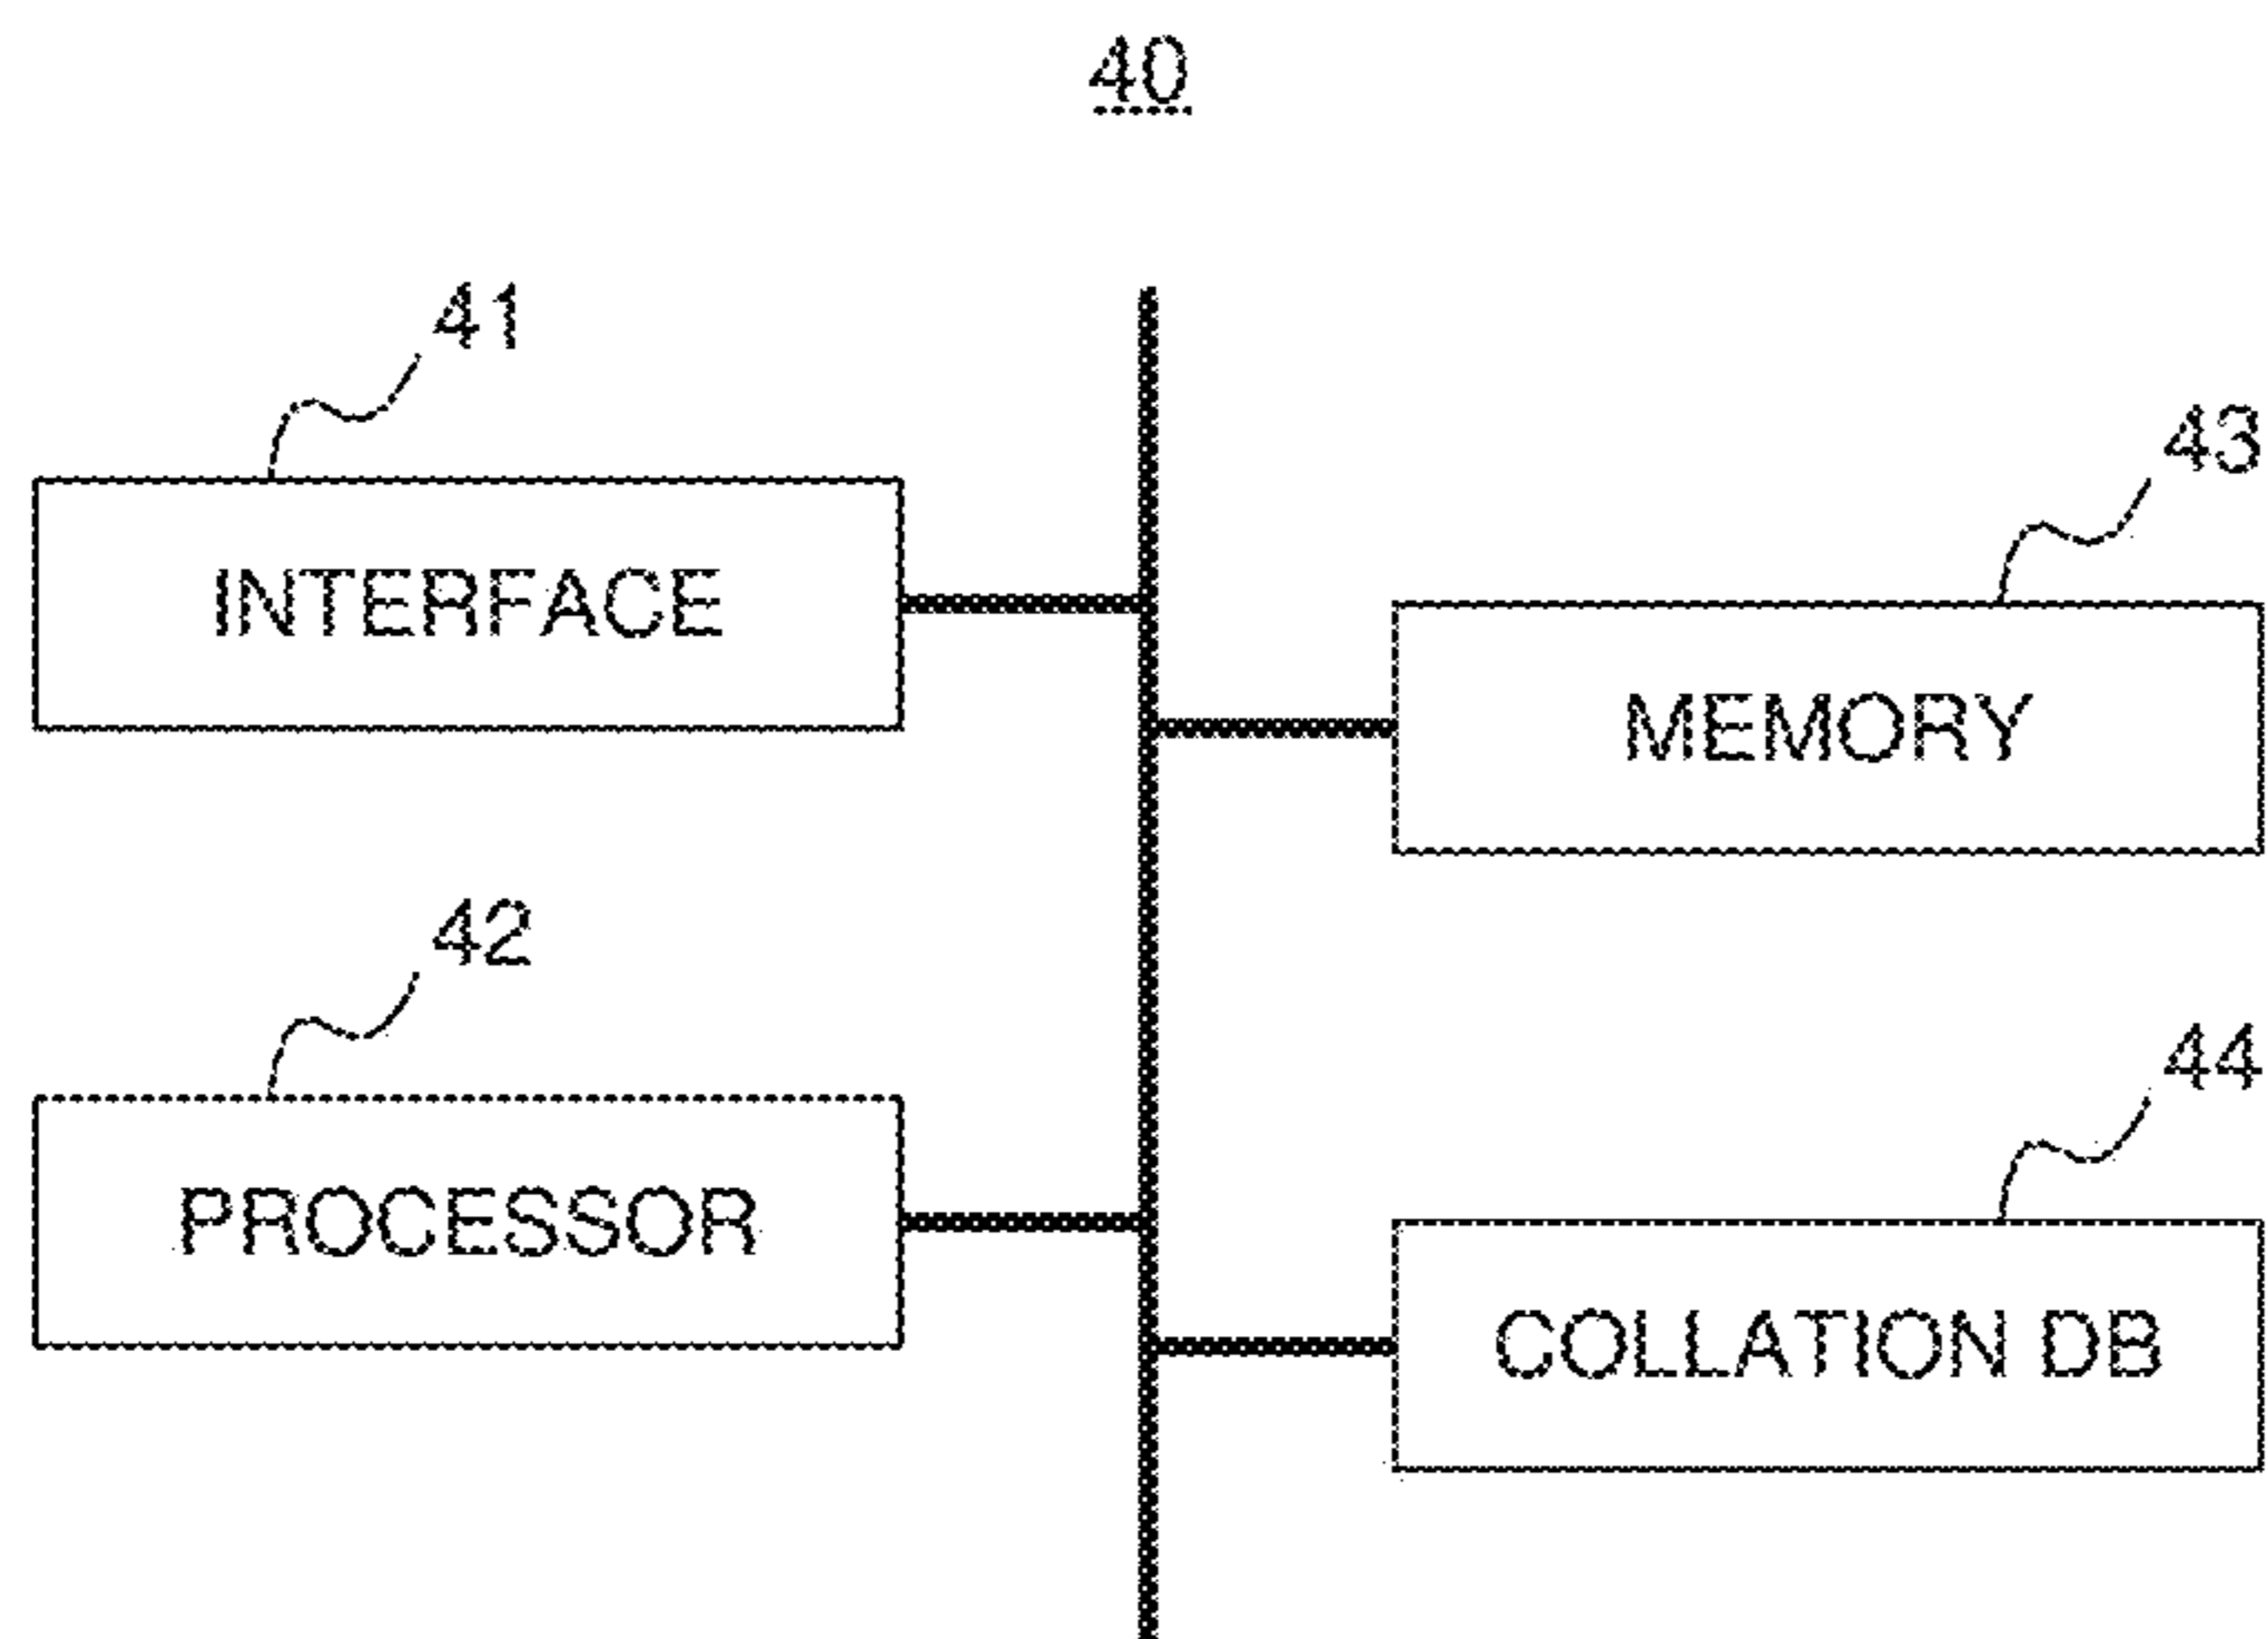 40
41
INTERFACE
43
MEMORY
42
PROCESSOR
44
COLLATION DB